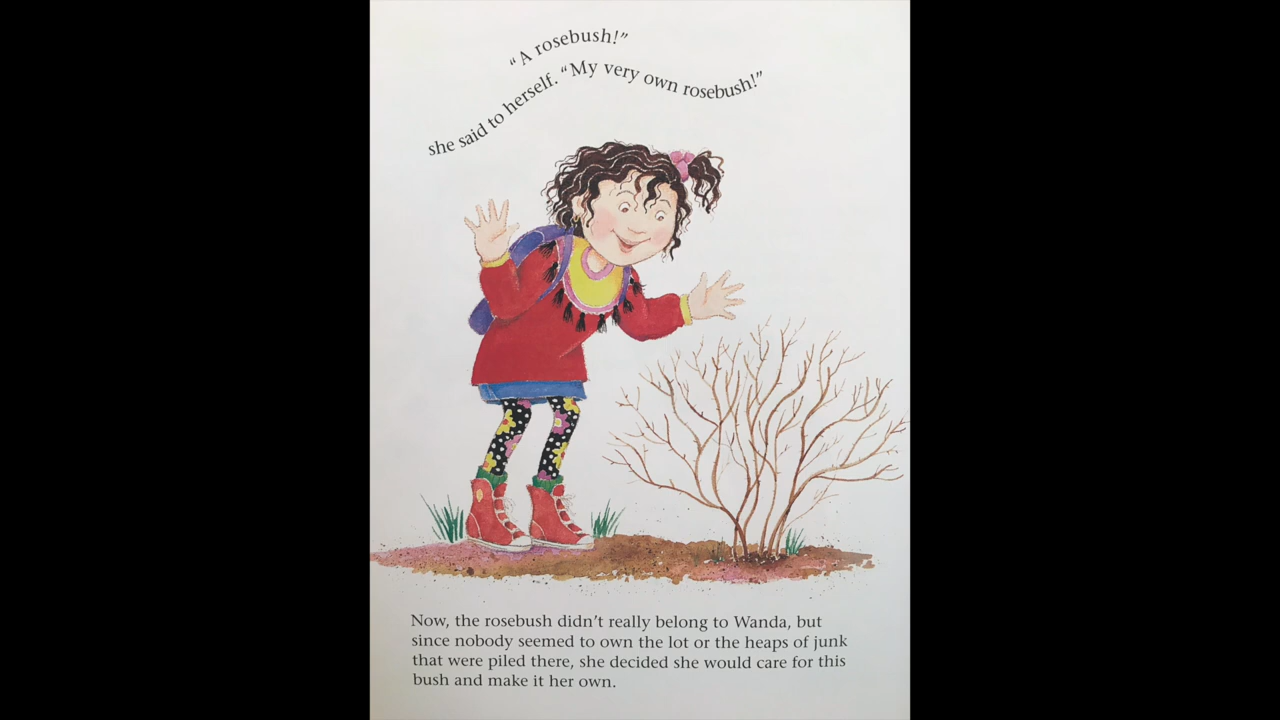 “A rosebush!”
she said to herself. “My very own rosebush!”
Now, the rosebush didn’t really belong to Wanda, but
since nobody seemed to own the lot or the heaps of junk
that were piled there, she decided she would care for this
bush and make it her own.